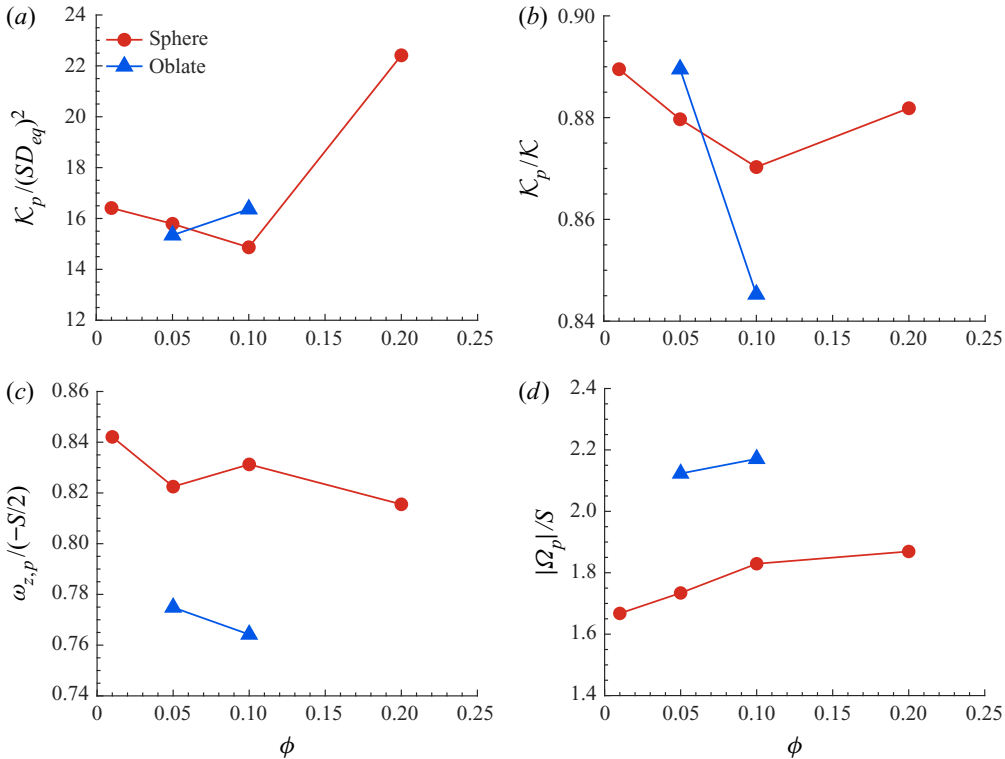 (a)
24
22
20
18
16
14
12
𝒦p/(SDeq)²
Sphere
Oblate
0 0.05 0.10 0.15 0.20 0.25
(b)
0.90
0.88
0.86
0.84
𝒦p/𝒦
0 0.05 0.10 0.15 0.20 0.25
(c)
0.86
0.84
0.82
0.80
0.78
0.76
0.74
ωz,p/(−S/2)
0 0.05 0.10 0.15 0.20 0.25
ϕ
(d)
2.4
2.2
2.0
1.8
1.6
1.4
|Ωp|/S
0 0.05 0.10 0.15 0.20 0.25
ϕ